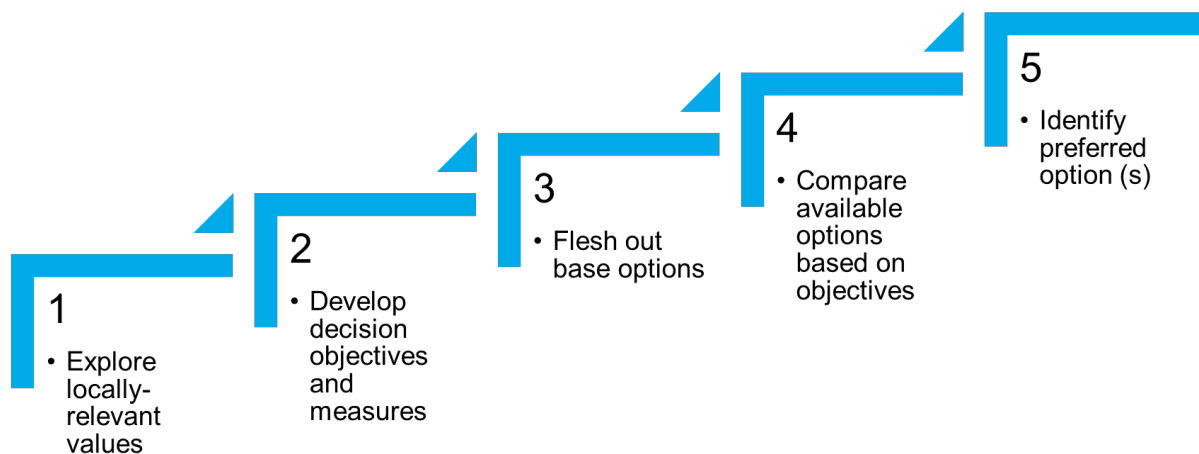 1
• Explore
locally-
relevant
values
2
• Develop
decision
objectives
and
measures
3
• Flesh out
base options
4
• Compare
available
options
based on
objectives
5
• Identify
preferred
option (s)